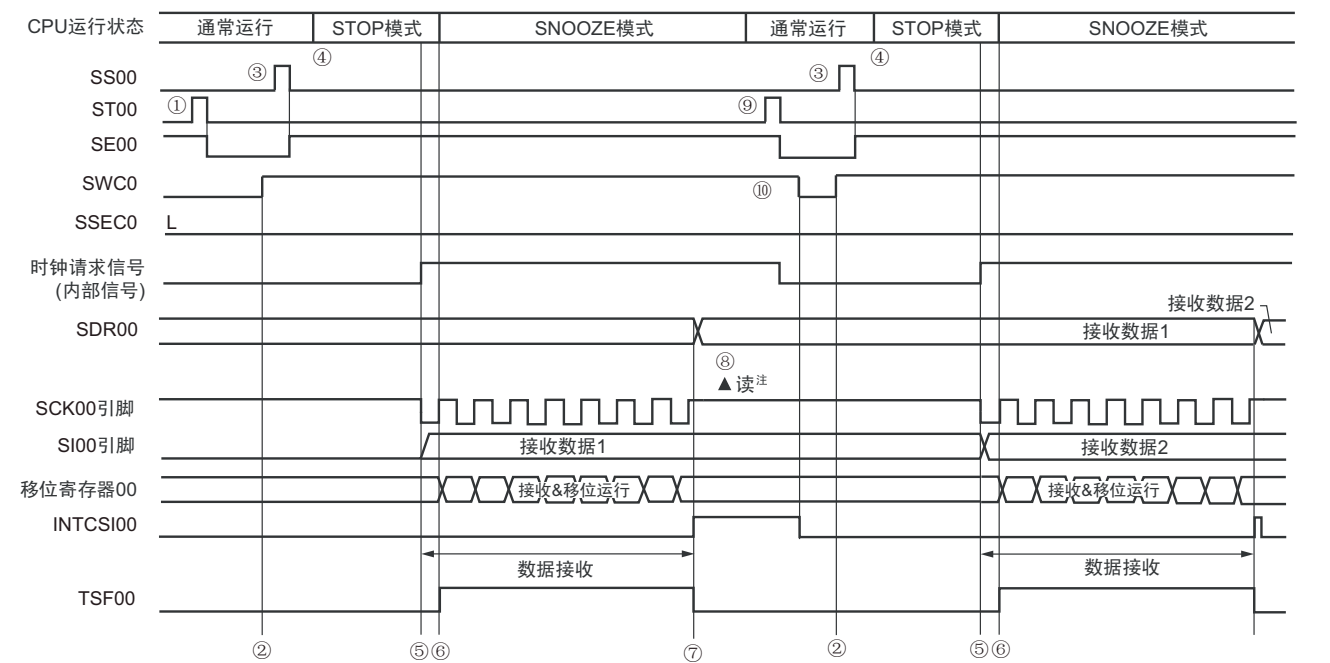 CPU运行状态 通常运行 STOP模式 SNOOZE模式 通常运行 STOP模式 SNOOZE模式
④ ④
SS00 ③ ③
ST00 ① ⑨
SE00
SWC0 ⑩
SSEC0 L
时钟请求信号
(内部信号)
接收数据2
SDR00 接收数据1
⑧
▲读注
SCK00引脚
SI00引脚 接收数据1 接收数据2
移位寄存器00 接收&移位运行 接收&移位运行
INTCSI00
数据接收 数据接收
TSF00
② ⑤⑥ ⑦ ② ⑤⑥